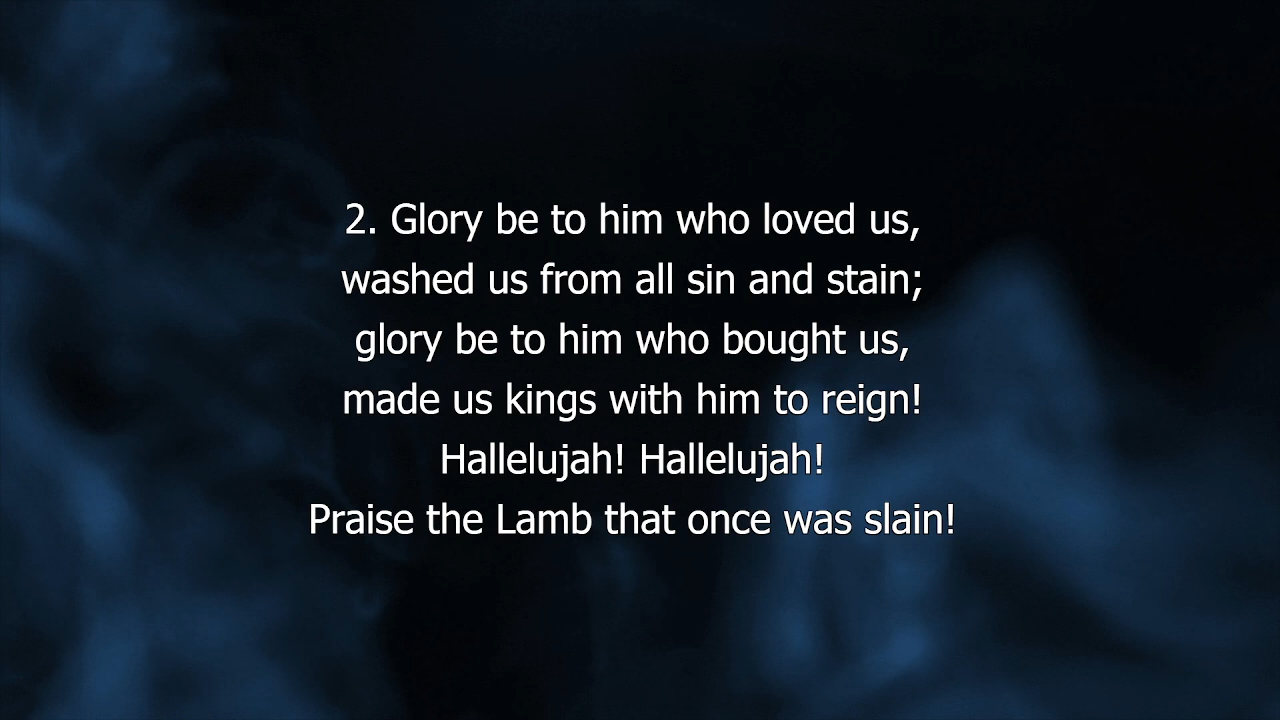 2. Glory be to him who loved us,
washed us from all sin and stain;
glory be to him who bought us,
made us kings with him to reign!
Hallelujah! Hallelujah!
Praise the Lamb that once was slain!